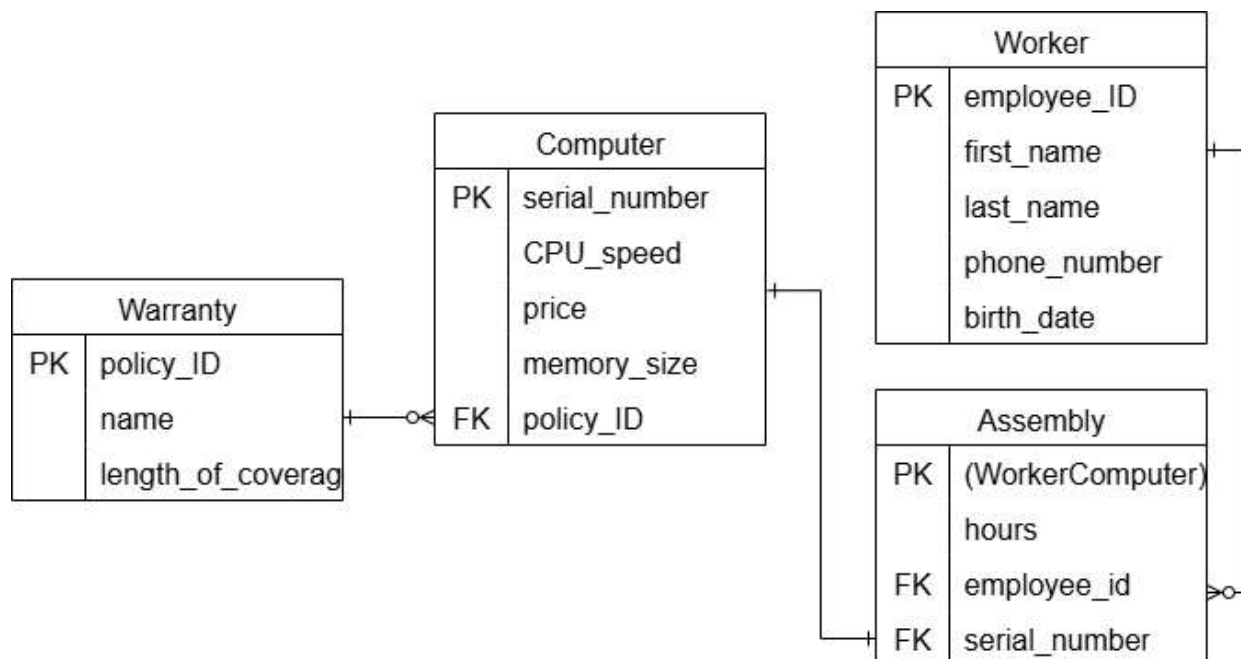 Worker
PK employee_ID
first_name
last_name
phone_number
birth_date
Computer
PK serial_number
CPU_speed
price
memory_size
FK policy_ID
Warranty
PK policy_ID
name
length_of_coverag
Assembly
PK (WorkerComputer)
hours
FK employee_id
FK serial_number